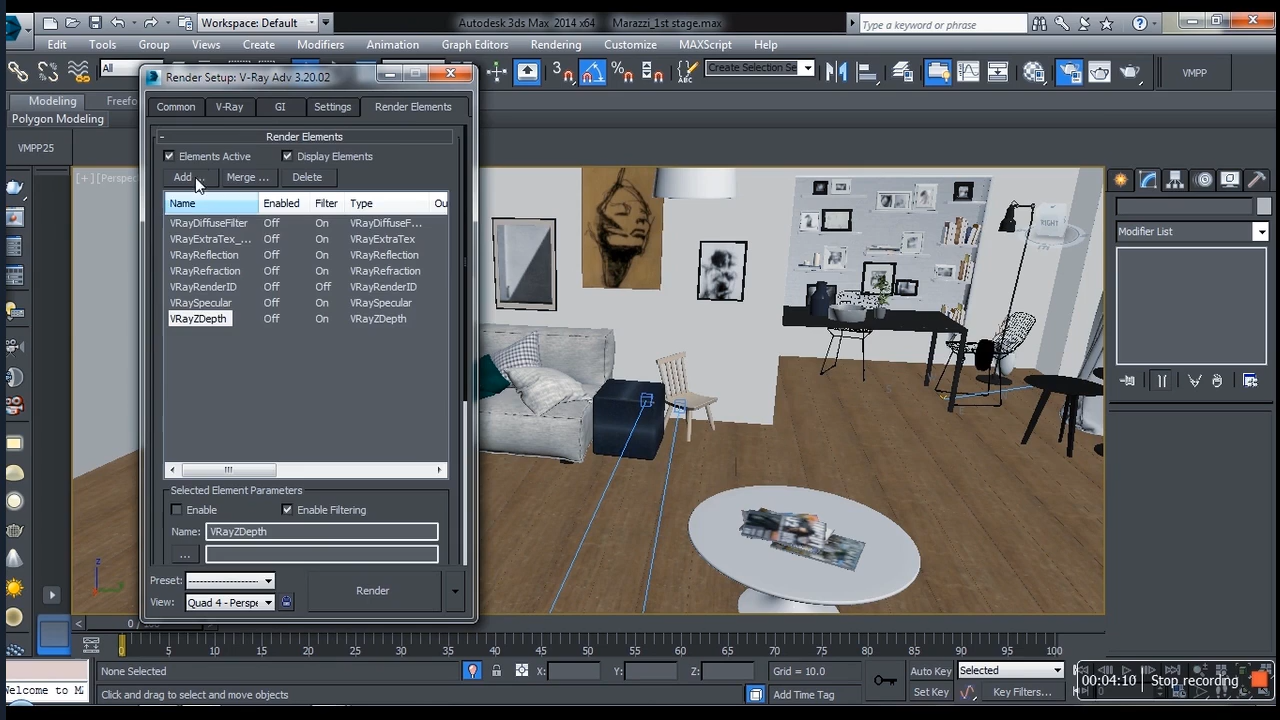 Workspace: Default
Autodesk 3ds Max 2014 x64 Marazzi_1st stage.max
Type a keyword or phrase
Edit Tools Group Views Create Modifiers Animation Graph Editors Rendering Customize MAXScript Help
All
Create Selection Se
VMPP
Modeling Freefo
Polygon Modeling
VMPP25
Render Setup: V-Ray Adv 3.20.02
Common V-Ray GI Settings Render Elements
- Render Elements
Elements Active Display Elements
Add ... Merge ... Delete
Name Enabled Filter Type Ou
VRayDiffuseFilter Off On VRayDiffuseF...
VRayExtraTex_... Off On VRayExtraTex
VRayReflection Off On VRayReflection
VRayRefraction Off On VRayRefraction
VRayRenderID Off Off VRayRenderID
VRaySpecular Off On VRaySpecular
VRayZDepth Off On VRayZDepth
Selected Element Parameters
Enable Enable Filtering
Name: VRayZDepth
...
Preset: --------------------
View: Quad 4 - Perspe
Render
[+][Perspec
RIGHT
Modifier List
z
0 5 10 15 20 25 30 35 40 45 50 55 60 65 70 75 80 85 90 95 100
None Selected X: Y: Z: Grid = 10.0 Auto Key Selected
Welcome to M
Click and drag to select and move objects Add Time Tag Set Key Key Filters...
00:04:10 Stop recording